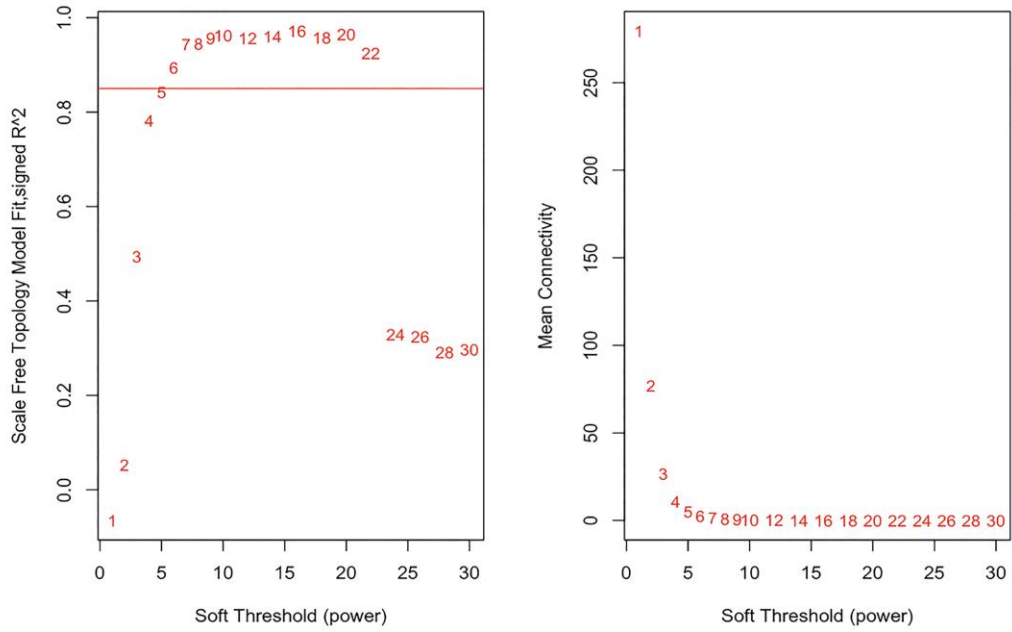 Scale Free Topology Model Fit,signed R^2
1.0
0.8
0.6
0.4
0.2
0.0
1
2
3
4
5
6
7 8 9 10 12 14 16 18 20 22
24 26 28 30
0 5 10 15 20 25 30
Soft Threshold (power)
Mean Connectivity
250
200
150
100
50
0
1
2
3
4
5 6 7 8 9 10 12 14 16 18 20 22 24 26 28 30
0 5 10 15 20 25 30
Soft Threshold (power)